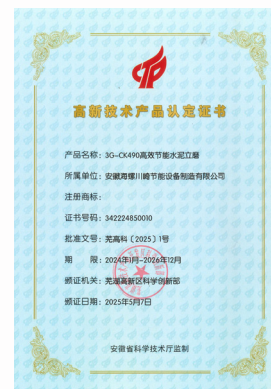 高新技术产品认定证书
产品名称：3G-CK490高效节能水泥立磨
所属单位：安徽海螺川崎节能设备制造有限公司
注册商标：
证书号码：342224850010
批准文号：芜高科〔2025〕1号
期　　限：2024年1月-2026年12月
颁证机关：芜湖高新区科学创新部
颁证日期：2025年5月7日
安徽省科学技术厅监制